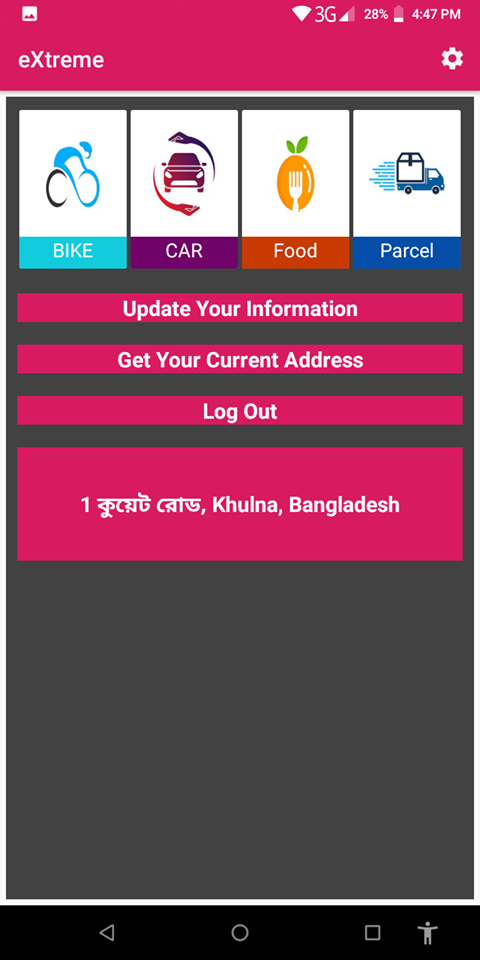 3G 28% 4:47 PM
eXtreme
BIKE CAR Food Parcel
Update Your Information
Get Your Current Address
Log Out
1 কুয়েট রোড, Khulna, Bangladesh